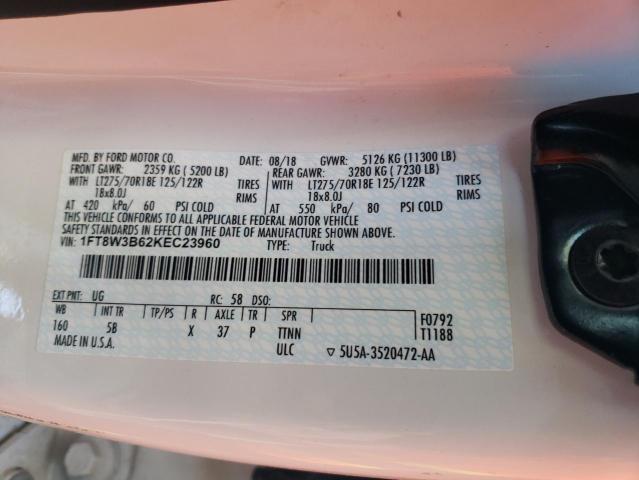 MFD. BY FORD MOTOR CO. 08/18 GVWR: 5126 KG (11300 LB)
FRONT GAWR: 2359 KG (5200 LB) REAR GAWR: 3280 KG (7230 LB)
WITH LT275/70R18E 125/122R TIRES WITH LT275/70R18E 125/122R TIRES
18x8.0J RIMS 18x8.0J RIMS
AT 420 kPa/ 60 PSI COLD AT 550 kPa/ 80 PSI COLD
THIS VEHICLE CONFORMS TO ALL APPLICABLE FEDERAL MOTOR VEHICLE
SAFETY STANDARDS IN EFFECT ON THE DATE OF MANUFACTURE SHOWN ABOVE.
VIN: 1FT8W3B62KEC23960 TYPE: Truck
EXT PNT: UG RC: 58 DSO:
WB INT TR TP/PS R AXLE TR SPR F0792
160 5B X 37 P TTNN T1188
MADE IN U.S.A. ULC ▽ 5U5A-3520472-AA